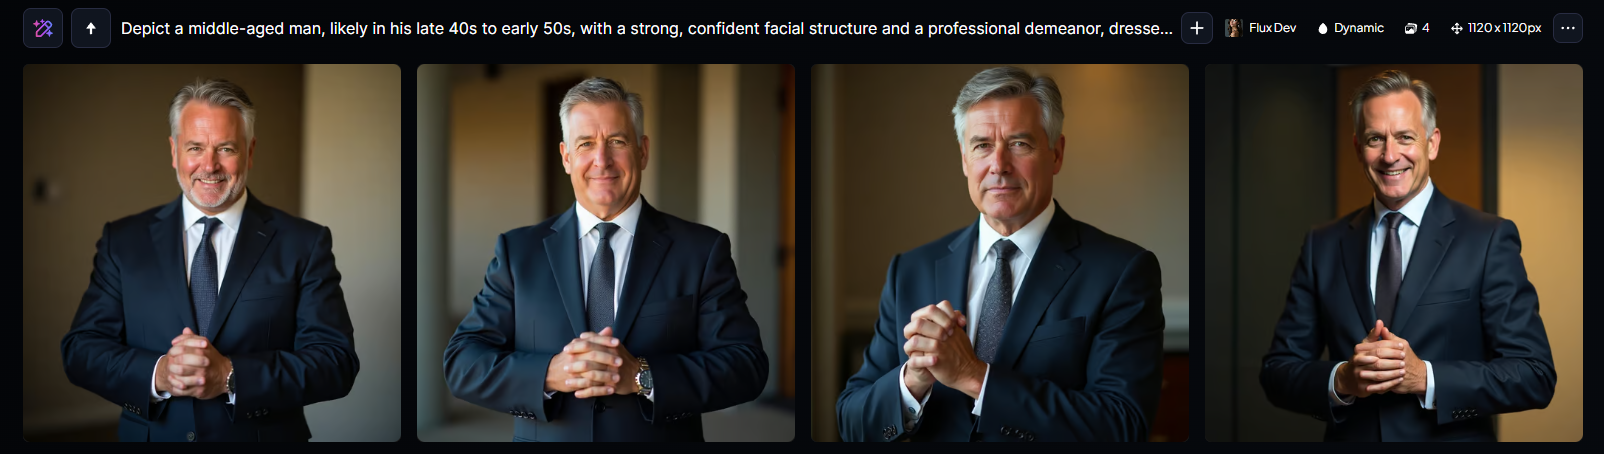 Depict a middle-aged man, likely in his late 40s to early 50s, with a strong, confident facial structure and a professional demeanor, dresse... Flux Dev Dynamic 4 1120x1120px